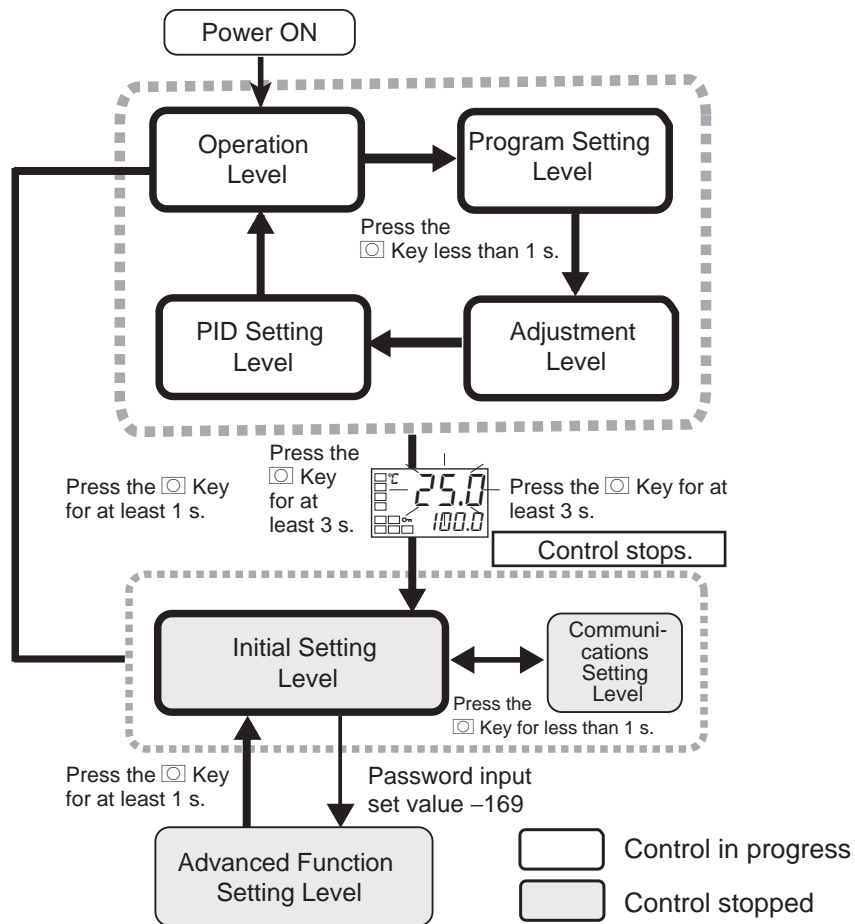 Power ON
Operation
Level
Program Setting
Level
Press the
Key less than 1 s.
PID Setting
Level
Adjustment
Level
Press the Key
for at least 1 s.
Press the
Key
for at
least 3 s.
°C
25.0
100.0
Press the Key for at
least 3 s.
Control stops.
Initial Setting
Level
Communi-
cations
Setting
Level
Press the
Key for less than 1 s.
Press the Key
for at least 1 s.
Password input
set value –169
Advanced Function
Setting Level
Control in progress
Control stopped